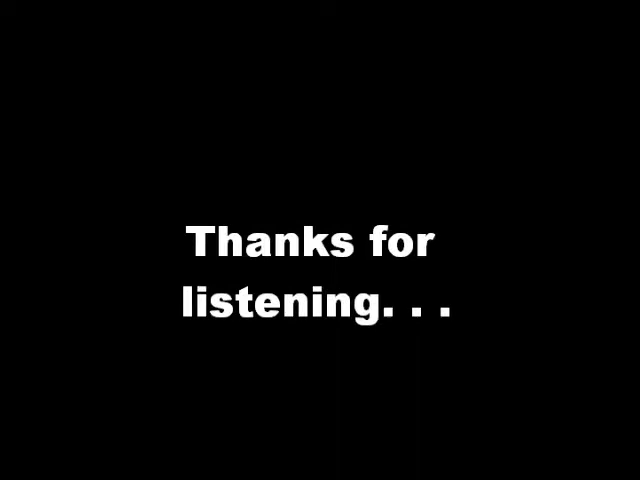 Thanks for
listening. . .